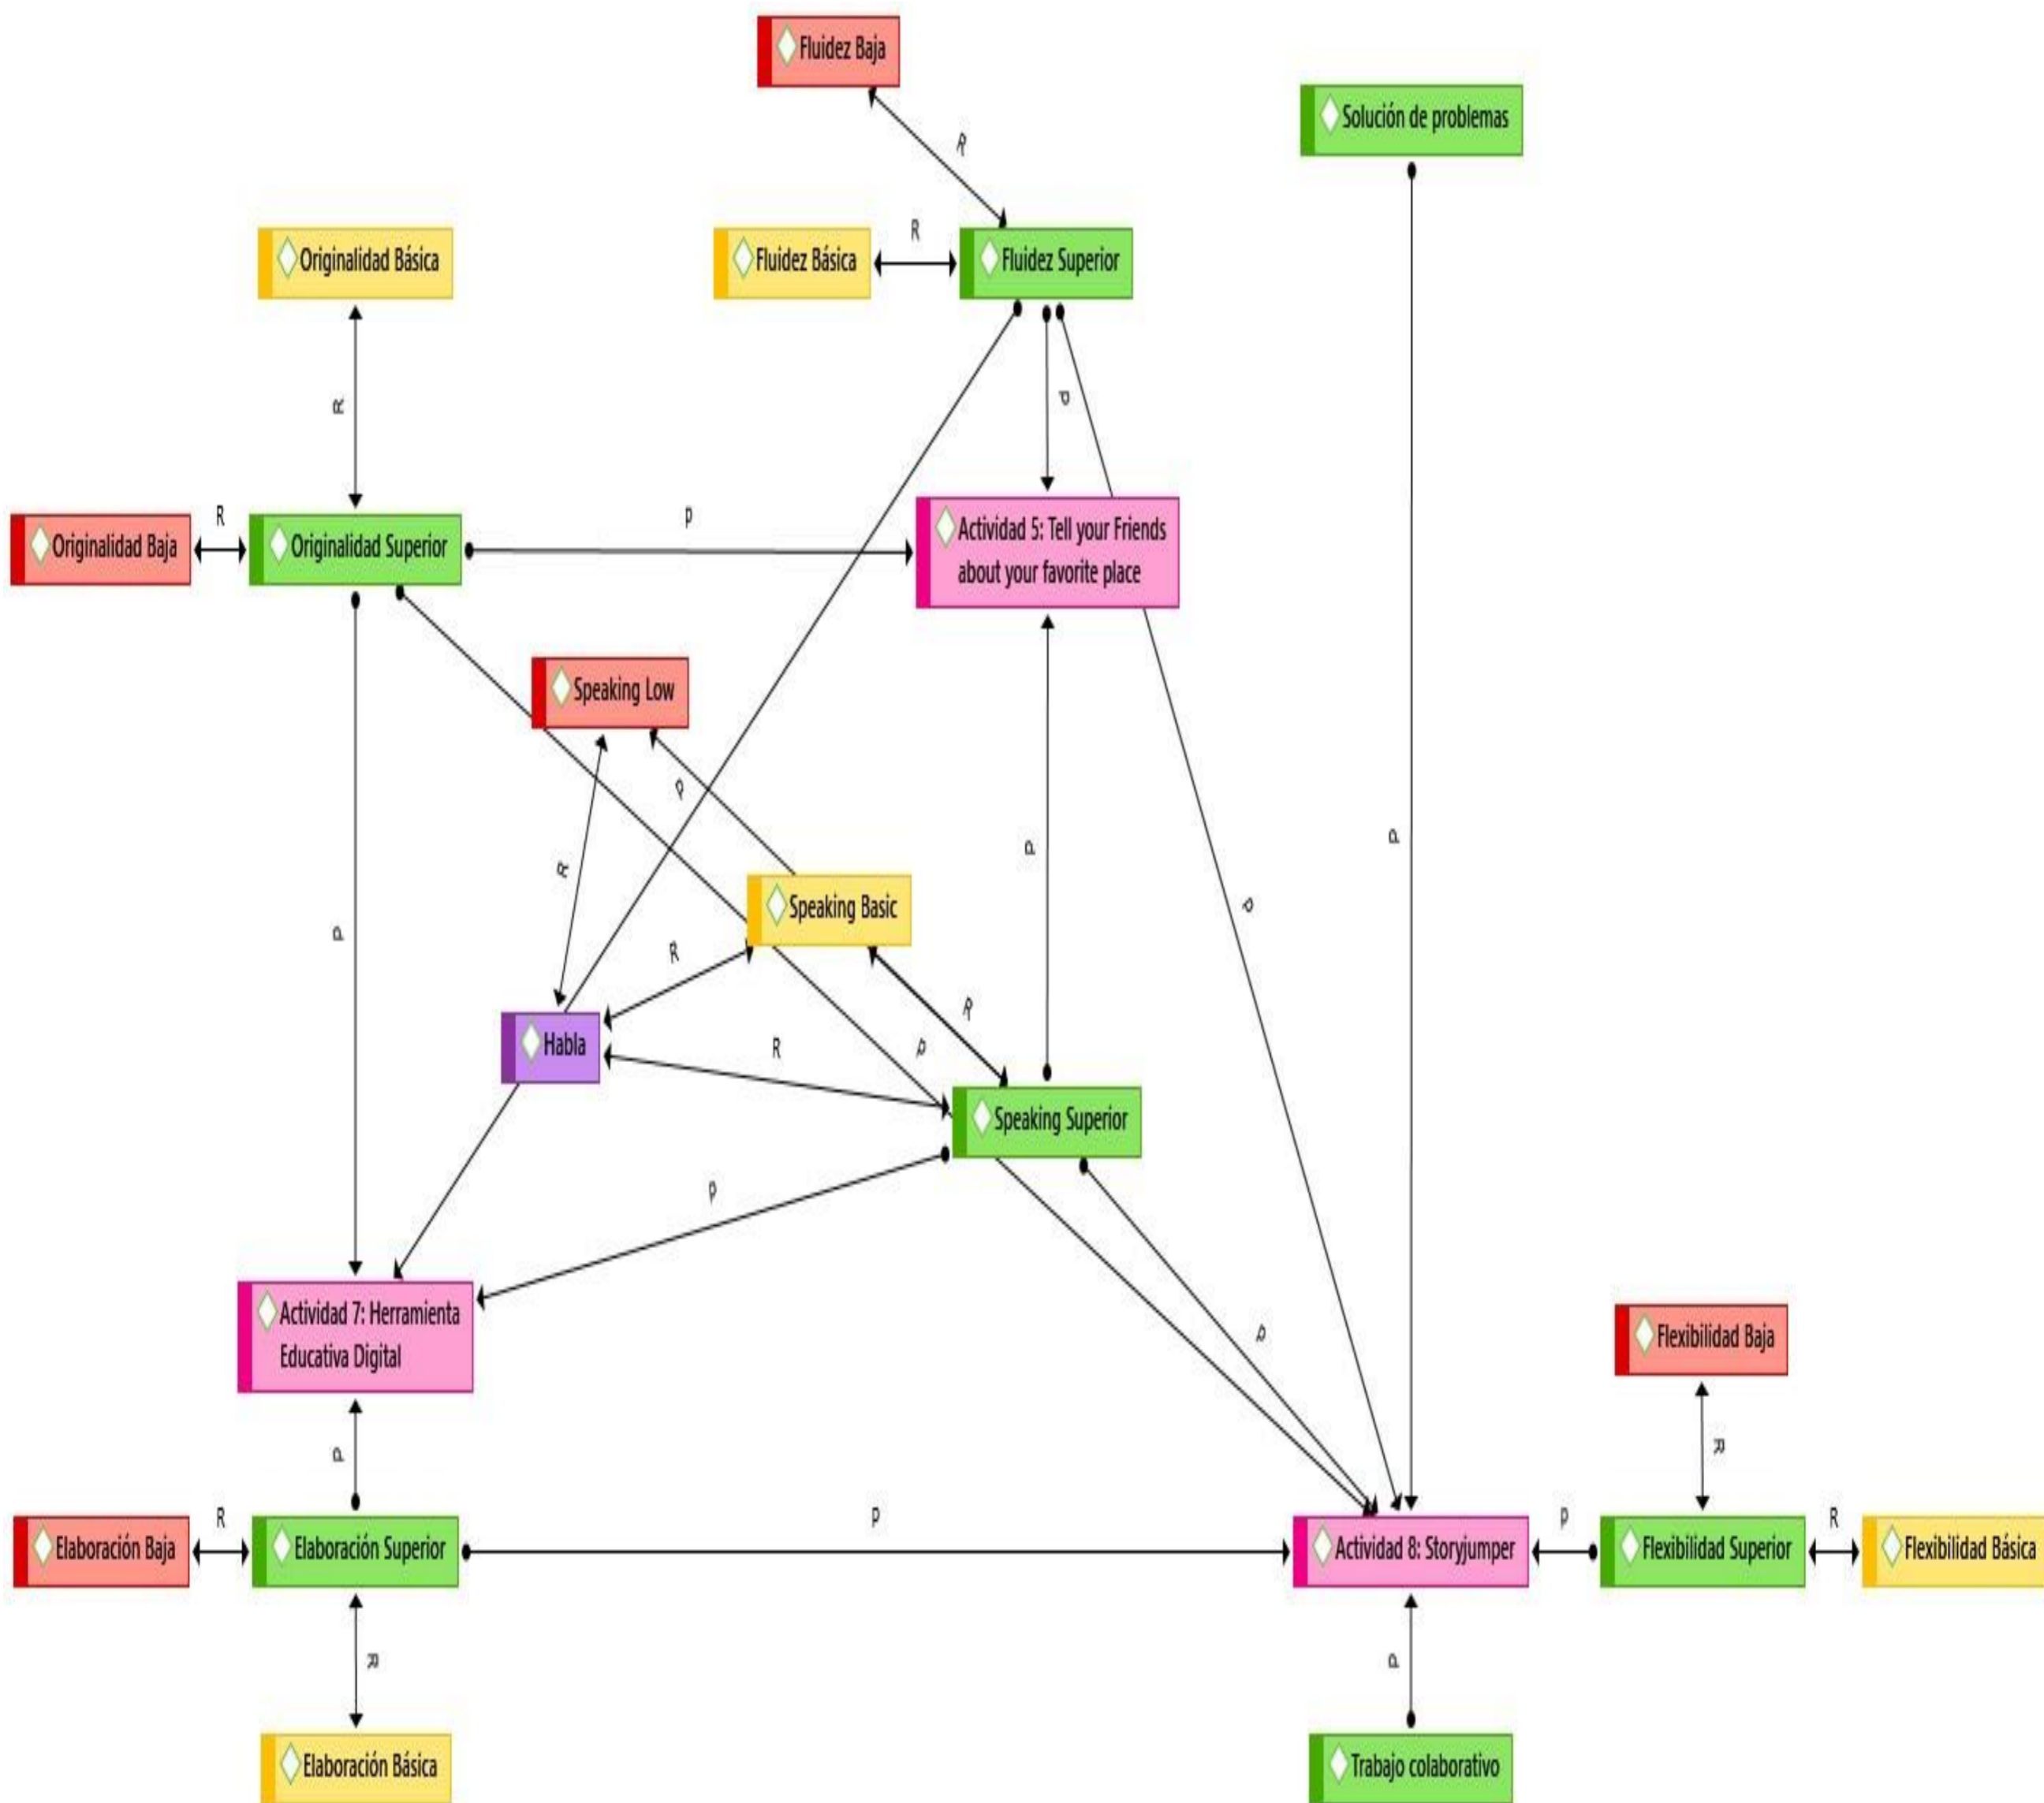 Fluidez Baja
Solución de problemas
R
Originalidad Básica
Fluidez Básica
R
Fluidez Superior
R
P
Originalidad Baja
R
Originalidad Superior
P
Actividad 5: Tell your Friends
about your favorite place
Speaking Low
P
R
P
P
Speaking Basic
P
P
R
R
Habla
R
P
Speaking Superior
P
P
Actividad 7: Herramienta
Educativa Digital
Flexibilidad Baja
P
R
Elaboración Baja
R
Elaboración Superior
P
Actividad 8: Storyjumper
P
Flexibilidad Superior
R
Flexibilidad Básica
R
P
Elaboración Básica
Trabajo colaborativo